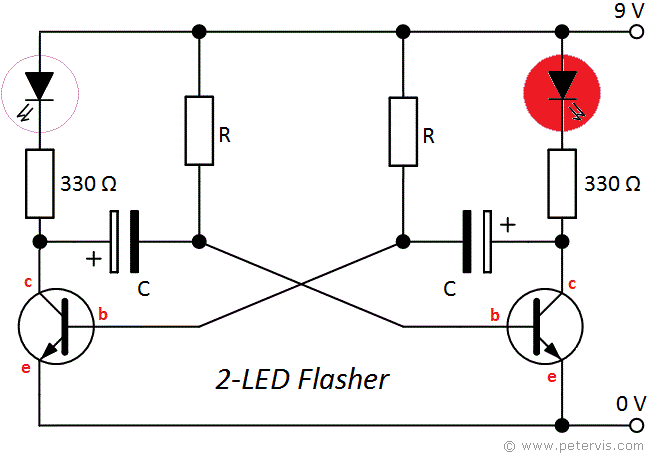 9 V
R
R
330 Ω
330 Ω
+
+
C
C
c
c
b
b
e
e
2-LED Flasher
0 V
© www.petervis.com